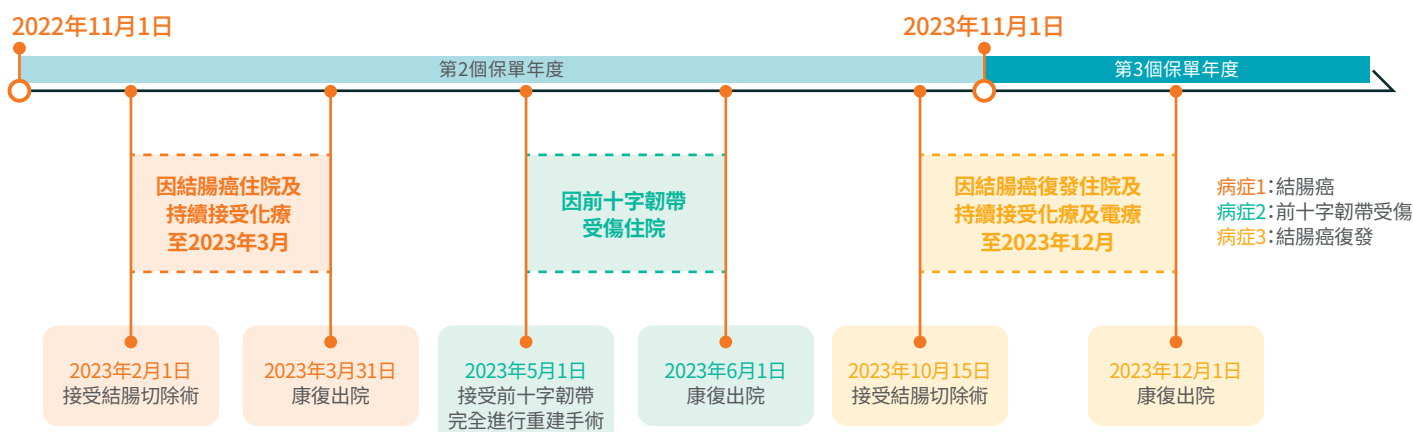 2022年11月1日
2023年11月1日
第2個保單年度
第3個保單年度
因結腸癌住院及
持續接受化療
至2023年3月
因前十字韌帶
受傷住院
因結腸癌復發住院及
持續接受化療及電療
至2023年12月
病症1：結腸癌
病症2：前十字韌帶受傷
病症3：結腸癌復發
2023年2月1日
接受結腸切除術
2023年3月31日
康復出院
2023年5月1日
接受前十字韌帶
完全進行重建手術
2023年6月1日
康復出院
2023年10月15日
接受結腸切除術
2023年12月1日
康復出院